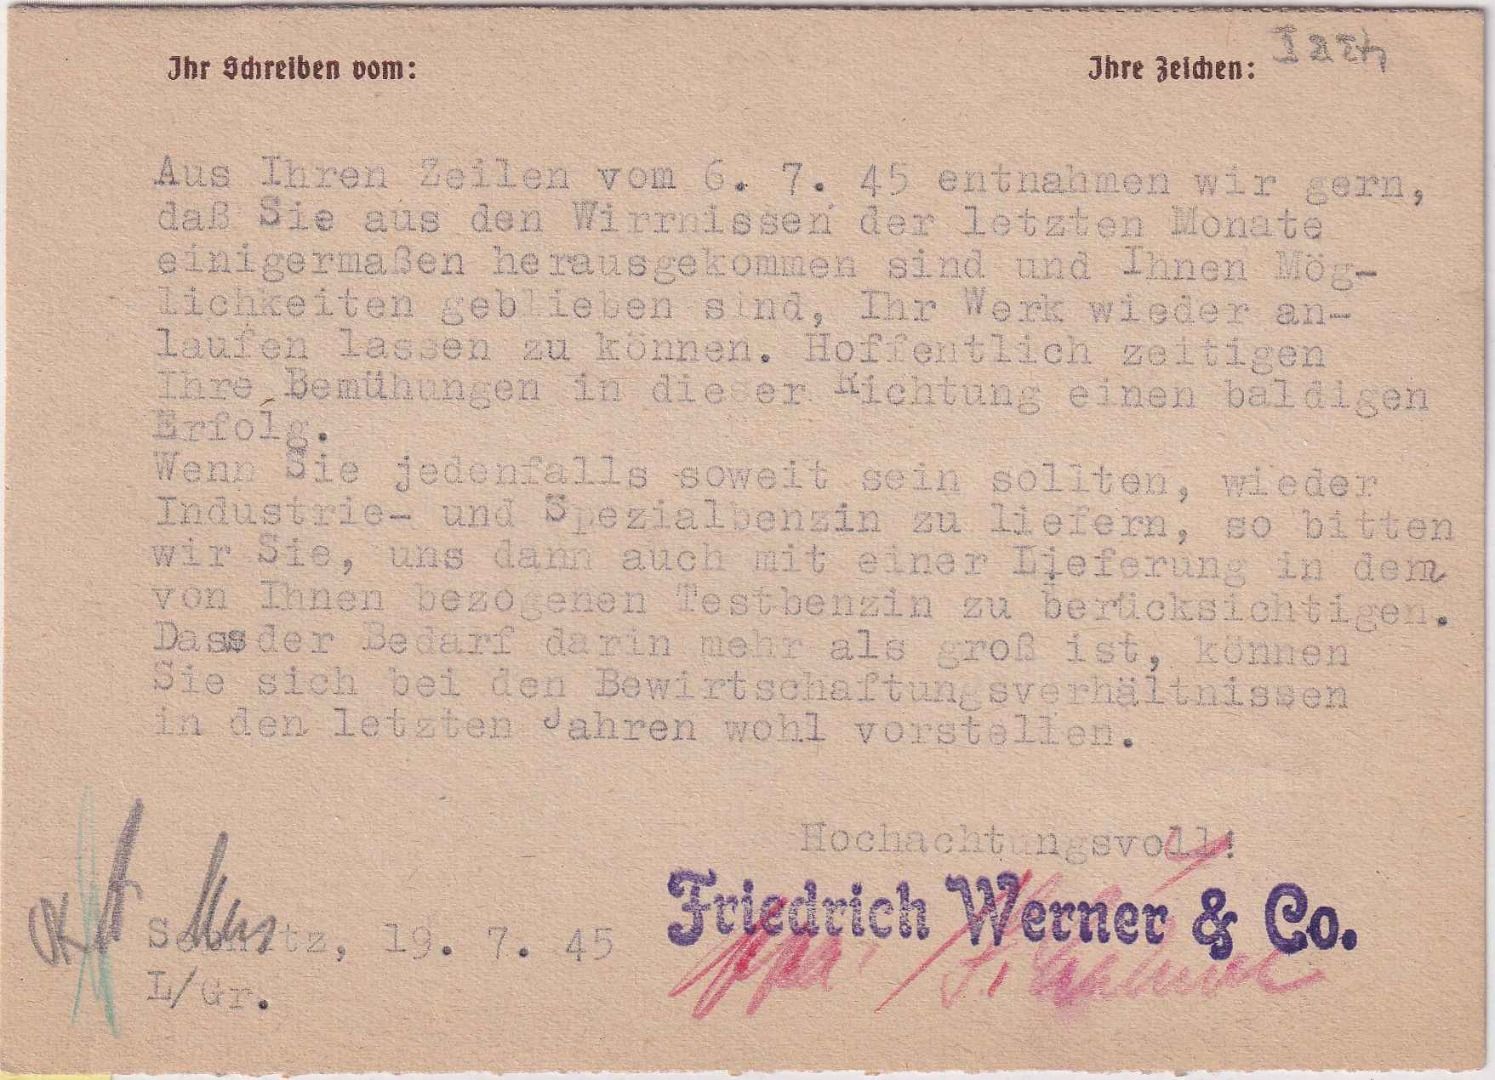 Ihr Schreiben vom:
Ihre Zeichen:
Aus Ihren Zeilen vom 6. 7. 45 entnahmen wir gern,
daß Sie aus den Wirrnissen der letzten Monate
einigermaßen herausgekommen sind und Ihnen Mög-
lichkeiten geblieben sind, Ihr Werk wieder an-
laufen lassen zu können. Hoffentlich zeitigen
Ihre Bemühungen in dieser Richtung einen baldigen
Erfolg.
Wenn Sie jedenfalls soweit sein sollten, wieder
Industrie- und Spezialbenzin zu liefern, so bitten
wir Sie, uns dann auch mit einer Lieferung in dem
von Ihnen bezogenen Testbenzin zu berücksichtigen.
Dass der Bedarf darin mehr als groß ist, können
Sie sich bei den Bewirtschaftungsverhältnissen
in den letzten Jahren wohl vorstellen.
Hochachtungsvoll!
Friedrich Werner & Co.
ppa.
Sebnitz, 19. 7. 45
L/Gr.